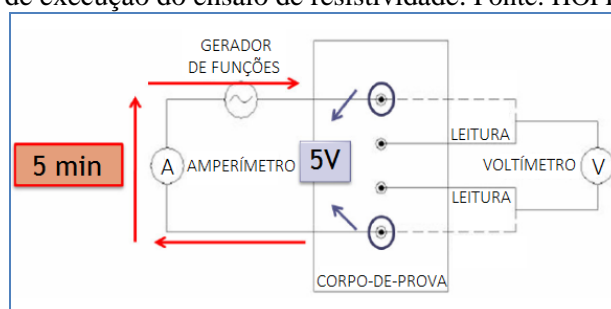 de execução do ensaio de resistividade. Fonte:
GERADOR
DE FUNÇÕES
5 min
A
AMPERÍMETRO
5V
LEITURA
VOLTÍMETRO
V
LEITURA
CORPO-DE-PROVA